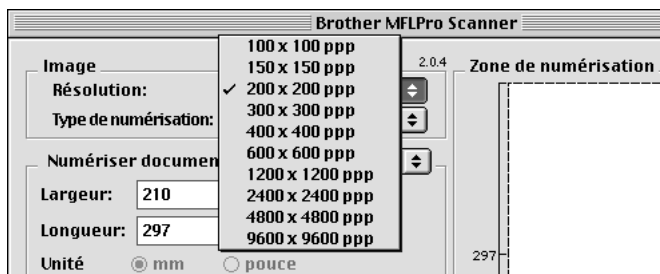 Brother MFLPro Scanner
Image
2.0.4
Résolution:
Type de numérisation:
100 x 100 ppp
150 x 150 ppp
✓ 200 x 200 ppp
300 x 300 ppp
400 x 400 ppp
600 x 600 ppp
1200 x 1200 ppp
2400 x 2400 ppp
4800 x 4800 ppp
9600 x 9600 ppp
Numériser documen
Largeur: 210
Longueur: 297
Unité mm pouce
Zone de numérisation
297